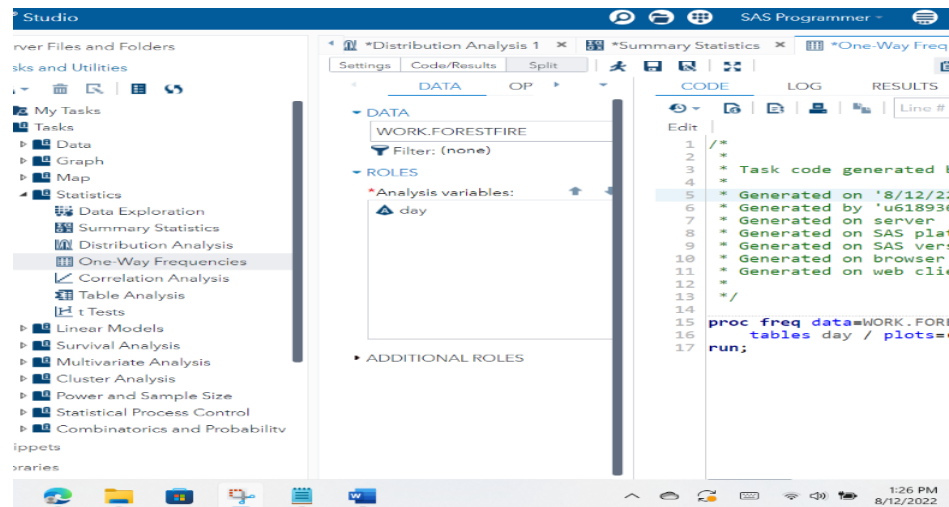 Studio
SAS Programmer
rver Files and Folders
sks and Utilities
My Tasks
Tasks
Data
Graph
Map
Statistics
Data Exploration
Summary Statistics
Distribution Analysis
One-Way Frequencies
Correlation Analysis
Table Analysis
t Tests
Linear Models
Survival Analysis
Multivariate Analysis
Cluster Analysis
Power and Sample Size
Statistical Process Control
Combinatorics and Probability
ippets
oraries
*Distribution Analysis 1
*Summary Statistics
*One-Way Freq
Settings
Code/Results
Split
DATA
OP
DATA
WORK.FORESTFIRE
Filter: (none)
ROLES
*Analysis variables:
day
ADDITIONAL ROLES
CODE
LOG
RESULTS
Line #
Edit
1 /*
2 *
3 * Task code generated b
4 *
5 * Generated on '8/12/22
6 * Generated by 'u618936
7 * Generated on server
8 * Generated on SAS plat
9 * Generated on SAS vers
10 * Generated on browser
11 * Generated on web clie
12 *
13 */
14
15 proc freq data=WORK.FORE
16 tables day / plots=
17 run;
1:26 PM
8/12/2022